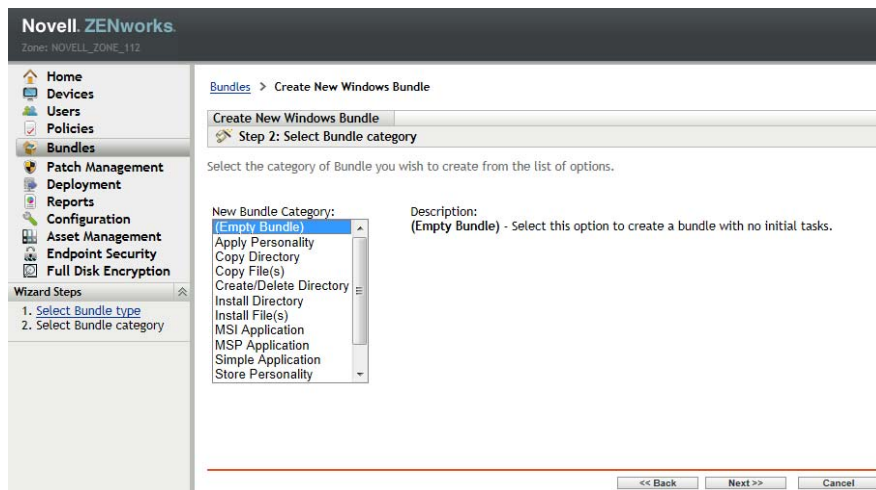 Novell. ZENworks.
Zone: NOVELL_ZONE_112
Home
Devices
Users
Policies
Bundles
Patch Management
Deployment
Reports
Configuration
Asset Management
Endpoint Security
Full Disk Encryption
Wizard Steps
1. Select Bundle type
2. Select Bundle category
Bundles > Create New Windows Bundle
Create New Windows Bundle
Step 2: Select Bundle category
Select the category of Bundle you wish to create from the list of options.
New Bundle Category:
(Empty Bundle)
Apply Personality
Copy Directory
Copy File(s)
Create/Delete Directory
Install Directory
Install File(s)
MSI Application
MSP Application
Simple Application
Store Personality
Description:
(Empty Bundle) - Select this option to create a bundle with no initial tasks.
<< Back
Next >>
Cancel